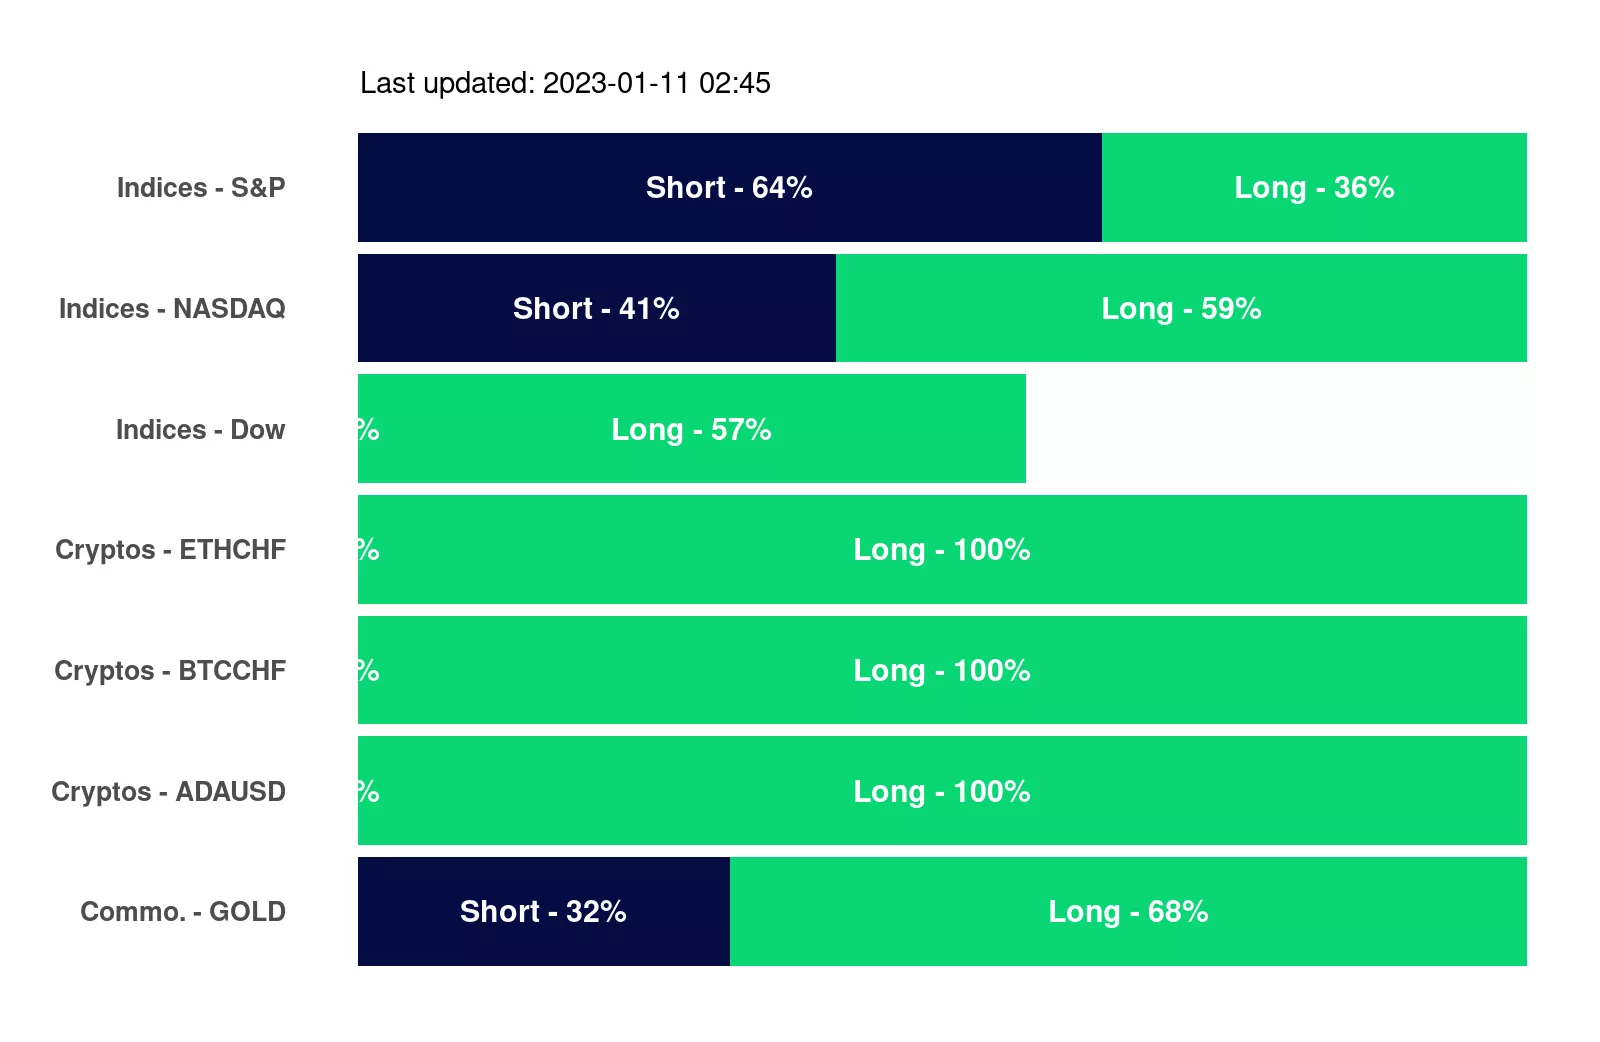 Last updated: 2023-01-11 02:45
Indices - S&P Short - 64% Long - 36%
Indices - NASDAQ Short - 41% Long - 59%
Indices - Dow % Long - 57%
Cryptos - ETHCHF % Long - 100%
Cryptos - BTCCHF % Long - 100%
Cryptos - ADAUSD % Long - 100%
Commo. - GOLD Short - 32% Long - 68%